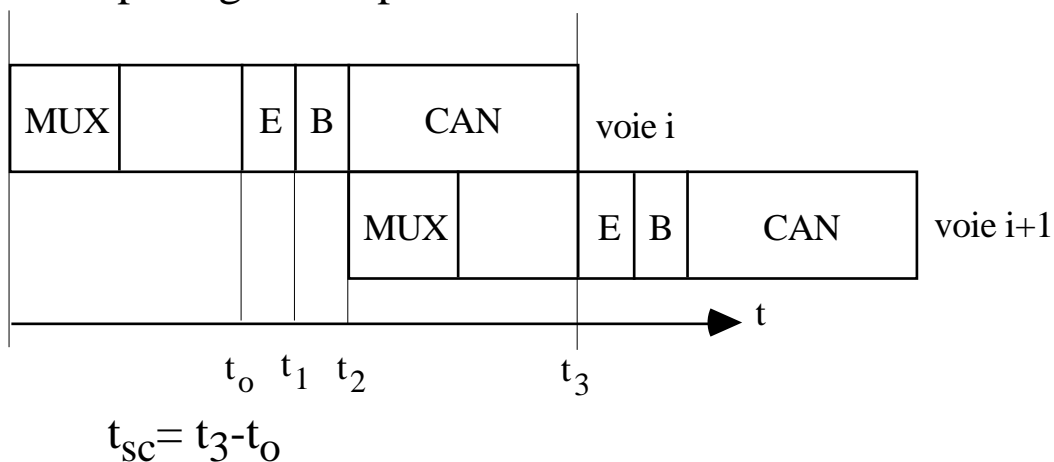 MUX E B CAN voie i
MUX E B CAN voie i+1
t
to t1 t2 t3
tsc= t3-to